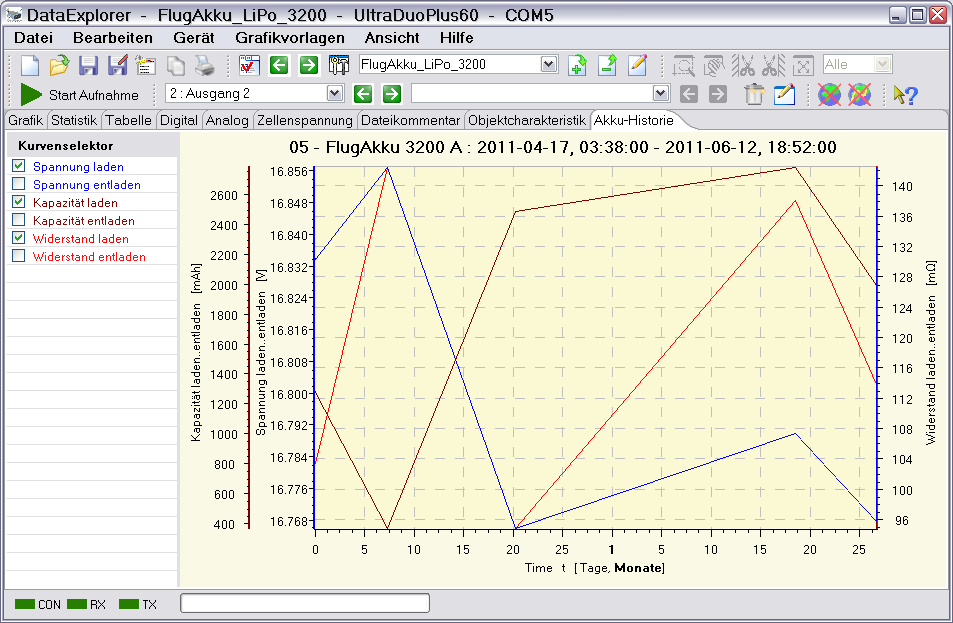 DataExplorer - FlugAkku_LiPo_3200 - UltraDuoPlus60 - COM5
Datei Bearbeiten Gerät Grafikvorlagen Ansicht Hilfe
FlugAkku_LiPo_3200 Alle
Start Aufnahme 2 : Ausgang 2
Grafik Statistik Tabelle Digital Analog Zellenspannung Dateikommentar Objektcharakteristik Akku-Historie
Kurvenselektor
Spannung laden
Spannung entladen
Kapazität laden
Kapazität entladen
Widerstand laden
Widerstand entladen
05 - FlugAkku 3200 A : 2011-04-17, 03:38:00 - 2011-06-12, 18:52:00
Kapazität laden..entladen [mAh]
2600
2400
2200
2000
1800
1600
1400
1200
1000
800
600
400
Spannung laden..entladen [V]
16.856
16.848
16.840
16.832
16.824
16.816
16.808
16.800
16.792
16.784
16.776
16.768
140
136
132
128
124
120
116
112
108
104
100
96
Widerstand laden..entladen [mΩ]
0 5 10 15 20 25 1 5 10 15 20 25
Time t [Tage, Monate]
CON RX TX